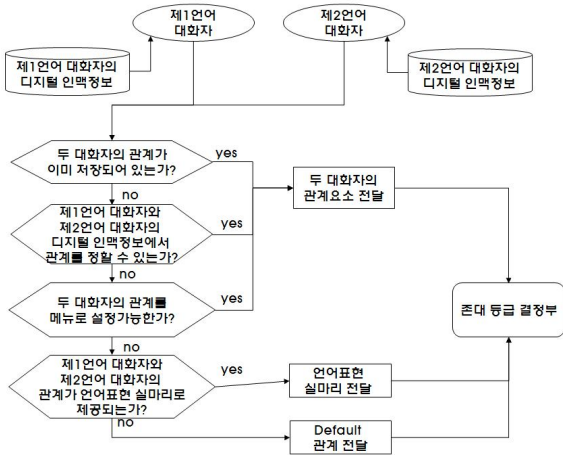 제1언어
대화자
제2언어
대화자
제1언어 대화자의
디지털 인맥정보
제2언어 대화자의
디지털 인맥정보
두 대화자의 관계가
이미 저장되어 있는가?
yes
no
두 대화자의
관계요소 전달
제1언어 대화자와
제2언어 대화자의
디지털 인맥정보에서
관계를 정할 수 있는가?
yes
no
두 대화자의 관계를
메뉴로 설정가능한가?
yes
no
존대 등급 결정부
제1언어 대화자와
제2언어 대화자의
관계가 언어표현 실마리로
제공되는가?
yes
no
언어표현
실마리 전달
Default
관계 전달